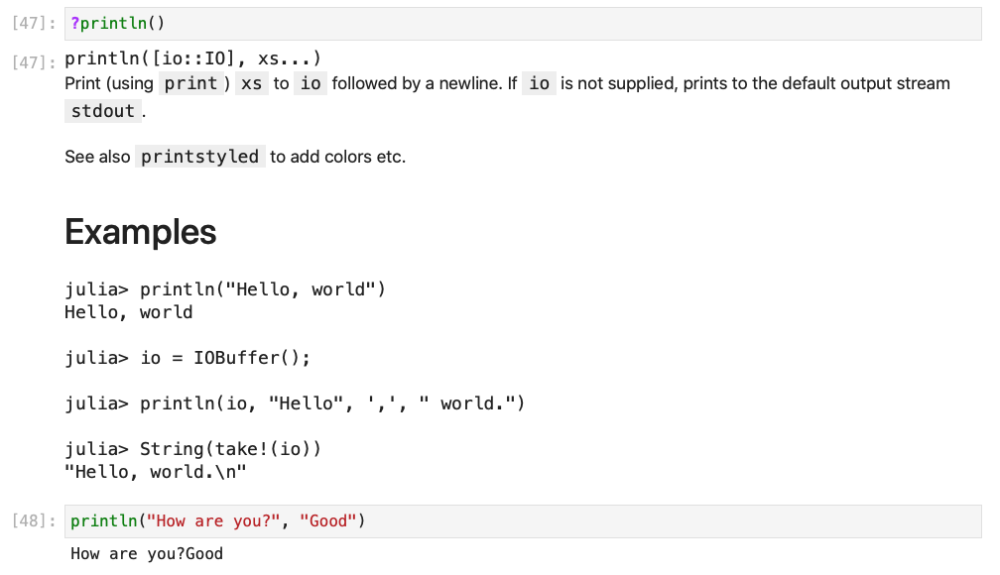 [47]: ?println()
[47]: println([io::IO], xs...)
Print (using print ) xs to io followed by a newline. If io is not supplied, prints to the default output stream
stdout .
See also printstyled to add colors etc.
Examples
julia> println("Hello, world")
Hello, world
julia> io = IOBuffer();
julia> println(io, "Hello", ',', " world.")
julia> String(take!(io))
"Hello, world.\n"
[48]: println("How are you?", "Good")
How are you?Good